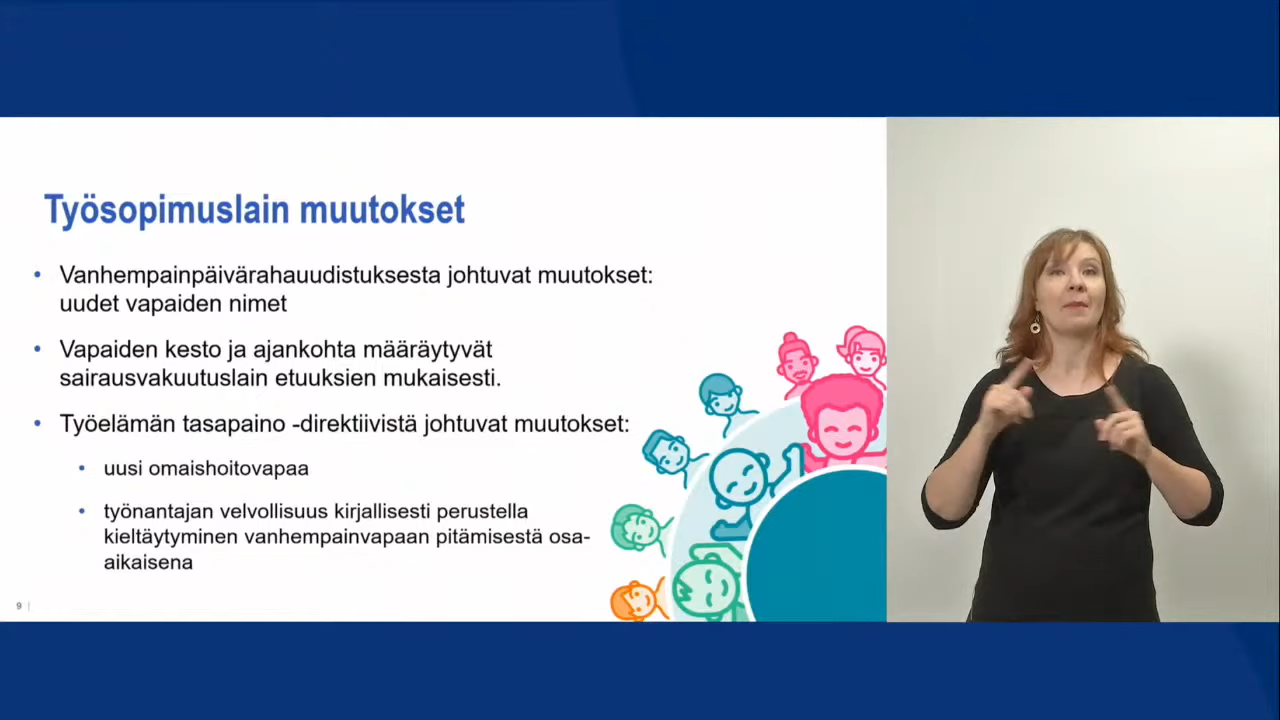 Työsopimuslain muutokset
• Vanhempainpäivärahauudistuksesta johtuvat muutokset:
uudet vapaiden nimet
• Vapaiden kesto ja ajankohta määräytyvät
sairausvakuutuslain etuuksien mukaisesti.
• Työelämän tasapaino -direktiivistä johtuvat muutokset:
• uusi omaishoitovapaa
• työnantajan velvollisuus kirjallisesti perustella
kieltäytyminen vanhempainvapaan pitämisestä osa-
aikaisena
9 |